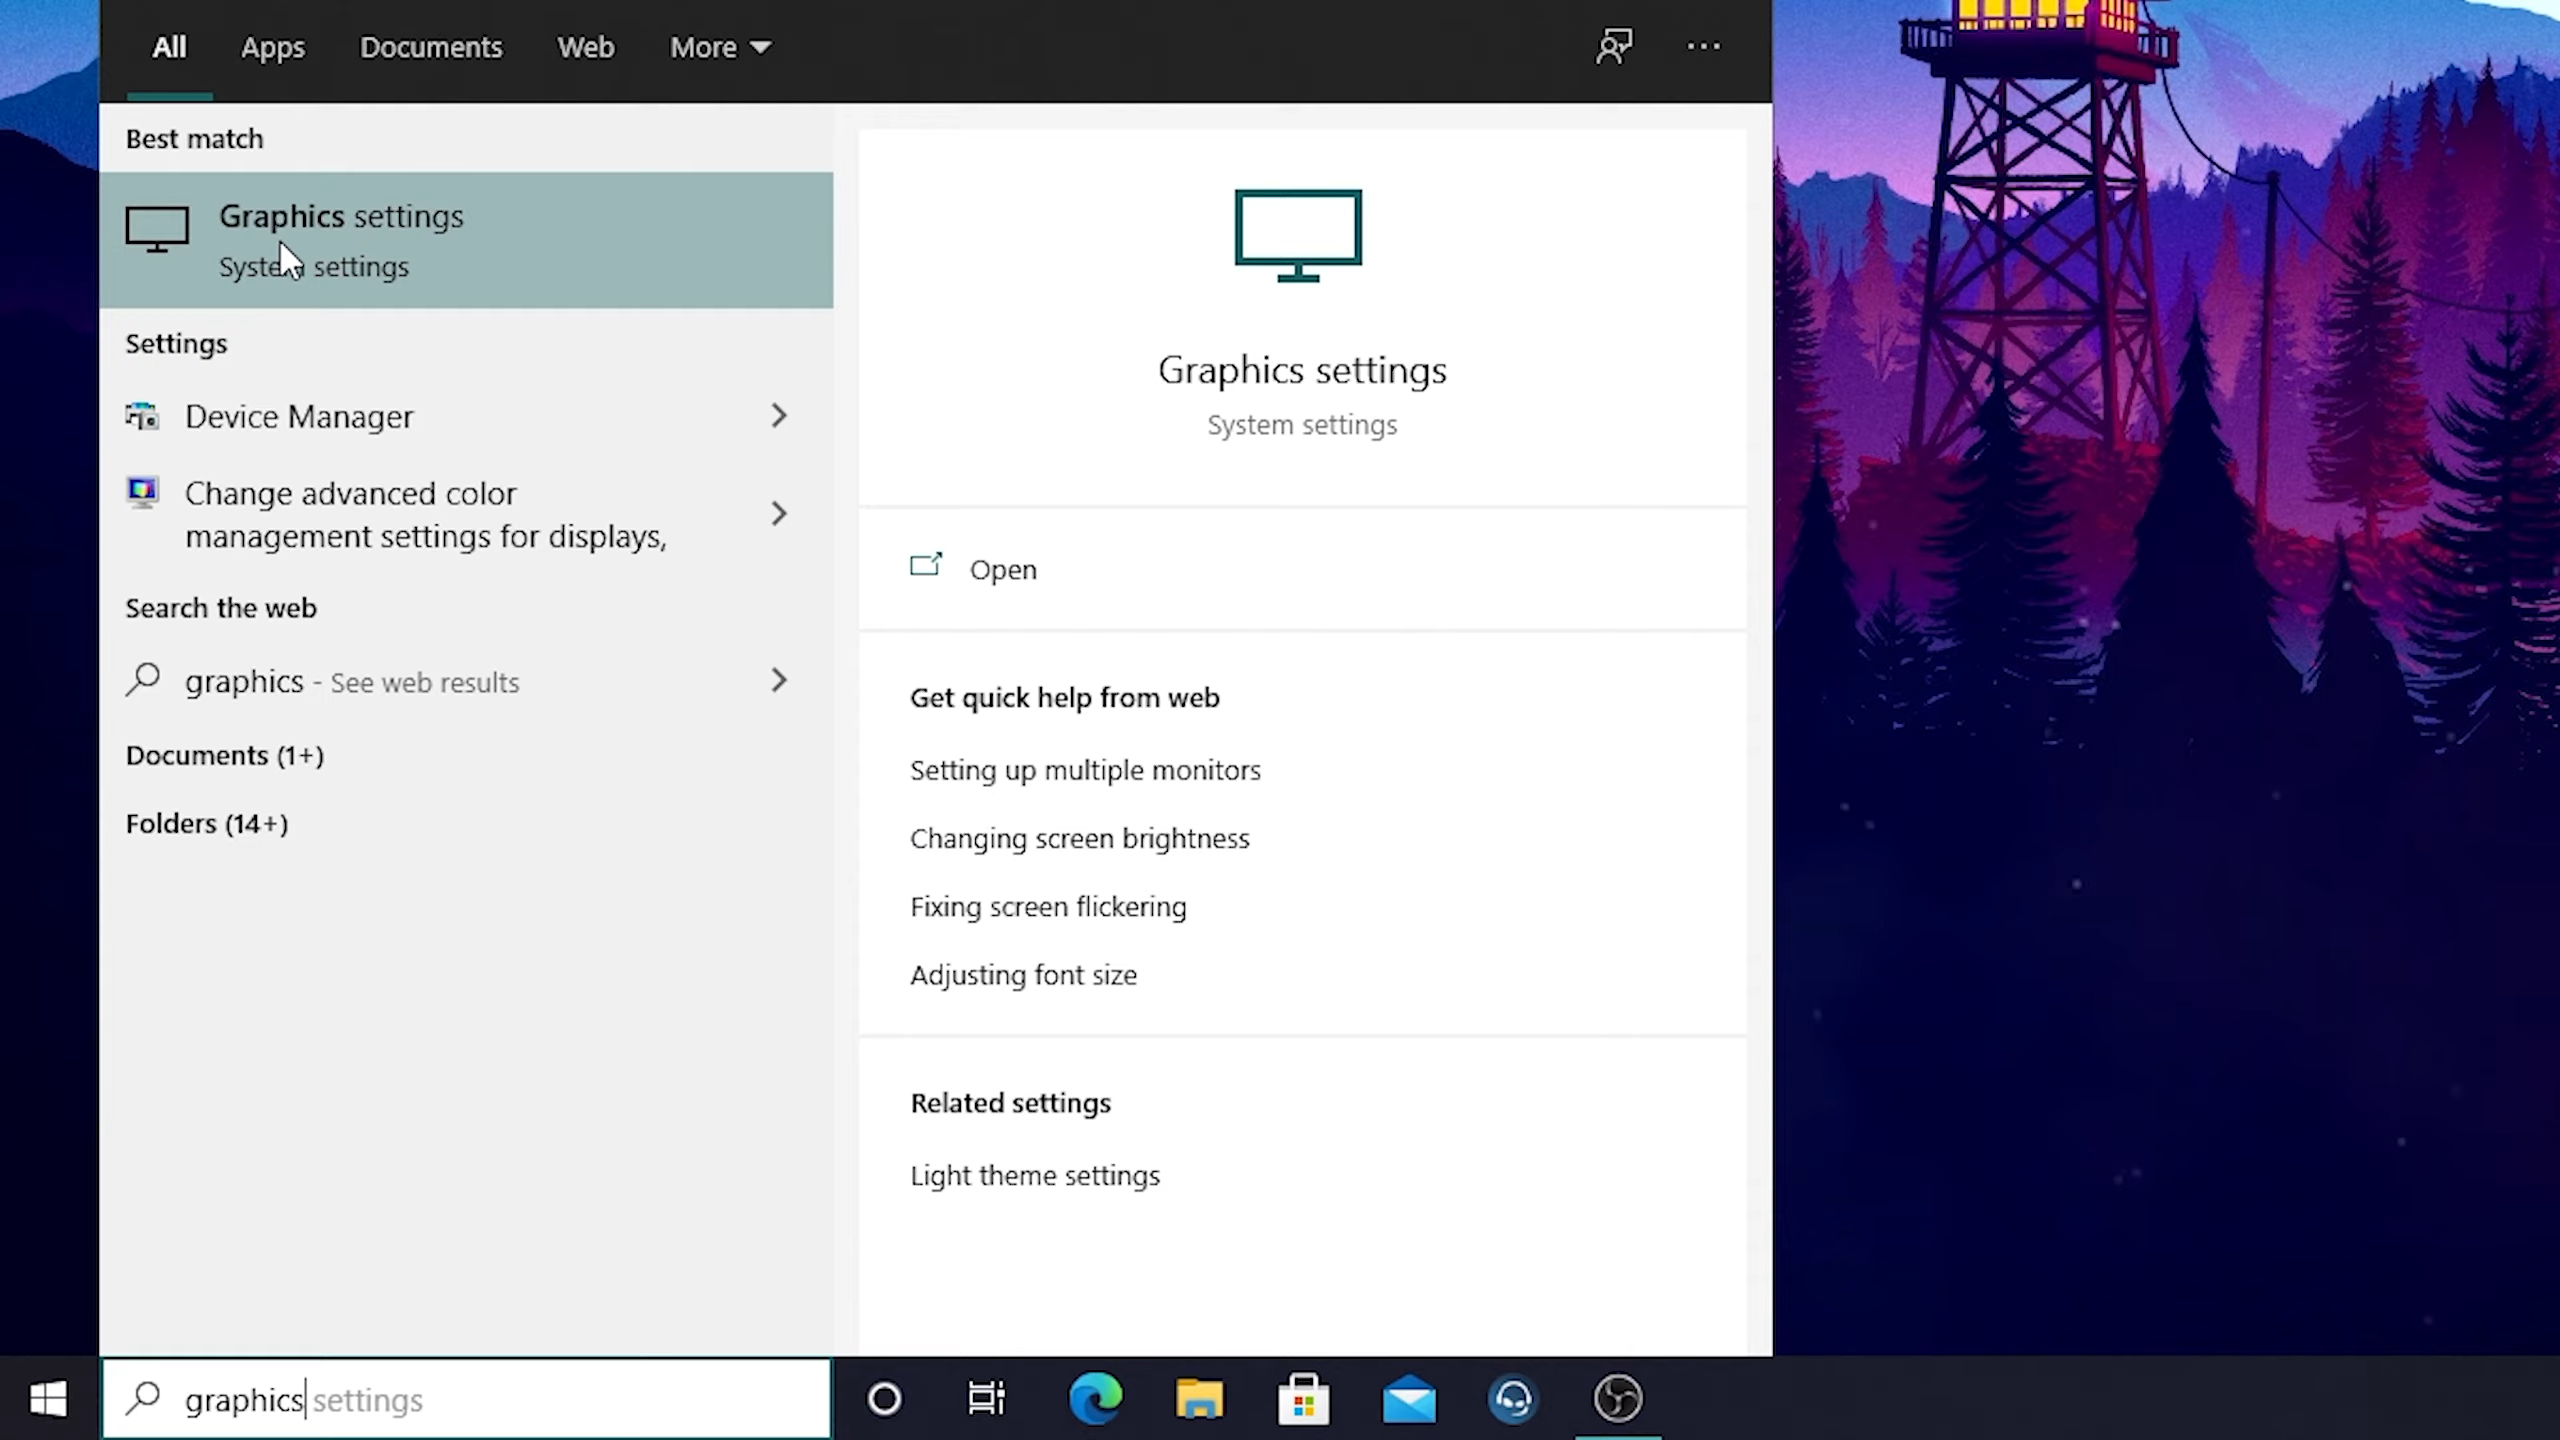 All Apps Documents Web More
Best match
Graphics settings
System settings
Settings
Device Manager
Change advanced color
management settings for displays,
Search the web
graphics - See web results
Documents (1+)
Folders (14+)
Graphics settings
System settings
Open
Get quick help from web
Setting up multiple monitors
Changing screen brightness
Fixing screen flickering
Adjusting font size
Related settings
Light theme settings
graphics settings